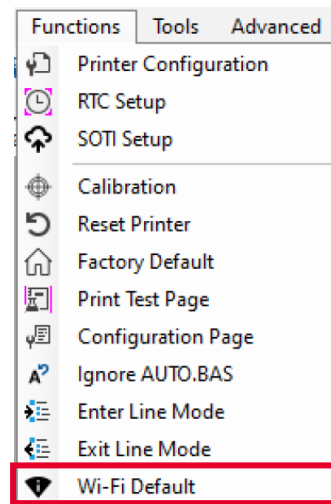 Functions Tools Advanced
Printer Configuration
RTC Setup
SOTI Setup
Calibration
Reset Printer
Factory Default
Print Test Page
Configuration Page
Ignore AUTO.BAS
Enter Line Mode
Exit Line Mode
Wi-Fi Default